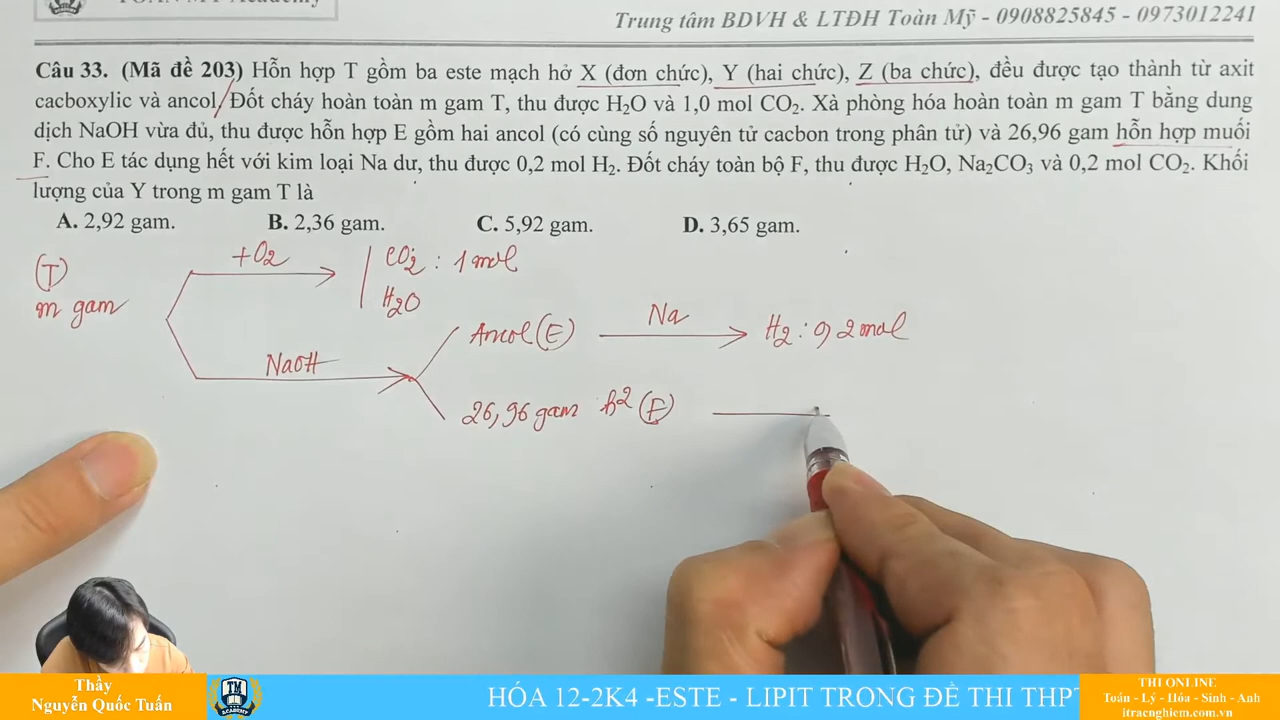 TOÁN MỸ Academy
Trung tâm BDVH & LTĐH Toàn Mỹ - 0908825845 - 0973012241
Câu 33. (Mã đề 203) Hỗn hợp T gồm ba este mạch hở X (đơn chức), Y (hai chức), Z (ba chức), đều được tạo thành từ axit
cacboxylic và ancol. Đốt cháy hoàn toàn m gam T, thu được H₂O và 1,0 mol CO₂. Xà phòng hóa hoàn toàn m gam T bằng dung
dịch NaOH vừa đủ, thu được hỗn hợp E gồm hai ancol (có cùng số nguyên tử cacbon trong phân tử) và 26,96 gam hỗn hợp muối
F. Cho E tác dụng hết với kim loại Na dư, thu được 0,2 mol H₂. Đốt cháy toàn bộ F, thu được H₂O, Na₂CO₃ và 0,2 mol CO₂. Khối
lượng của Y trong m gam T là
A. 2,92 gam. B. 2,36 gam. C. 5,92 gam. D. 3,65 gam.
(T)
m gam
+O₂
CO₂ : 1 mol
H₂O
NaOH
Ancol (E)
Na
H₂ : 0,2 mol
26,96 gam h² (F)
Thầy
Nguyễn Quốc Tuấn
TM
ACADEMY
HÓA 12-2K4 -ESTE - LIPIT TRONG ĐỀ THI THPT
THI ONLINE
Toán - Lý - Hóa - Sinh - Anh
itracnghiem.com.vn